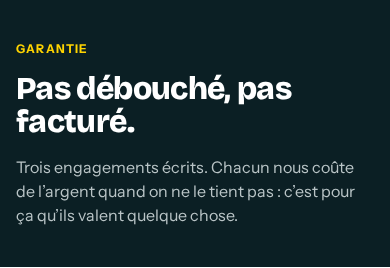 GARANTIE
Pas débouché, pas
facturé.
Trois engagements écrits. Chacun nous coûte
de l’argent quand on ne le tient pas : c’est pour
ça qu’ils valent quelque chose.